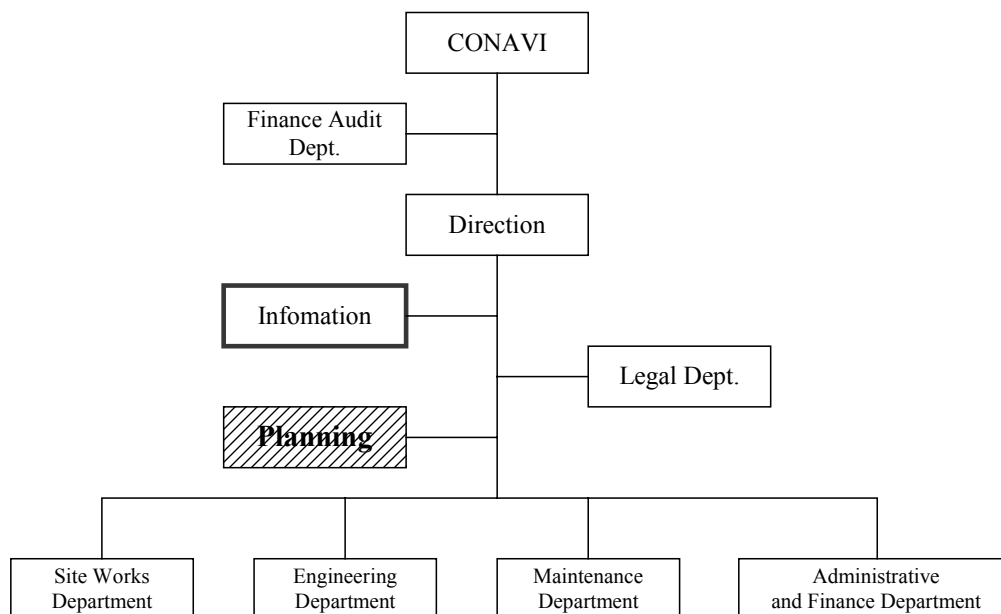 CONAVI
Finance Audit
Dept.
Direction
Infomation
Legal Dept.
Planning
Site Works
Department
Engineering
Department
Maintenance
Department
Administrative
and Finance Department